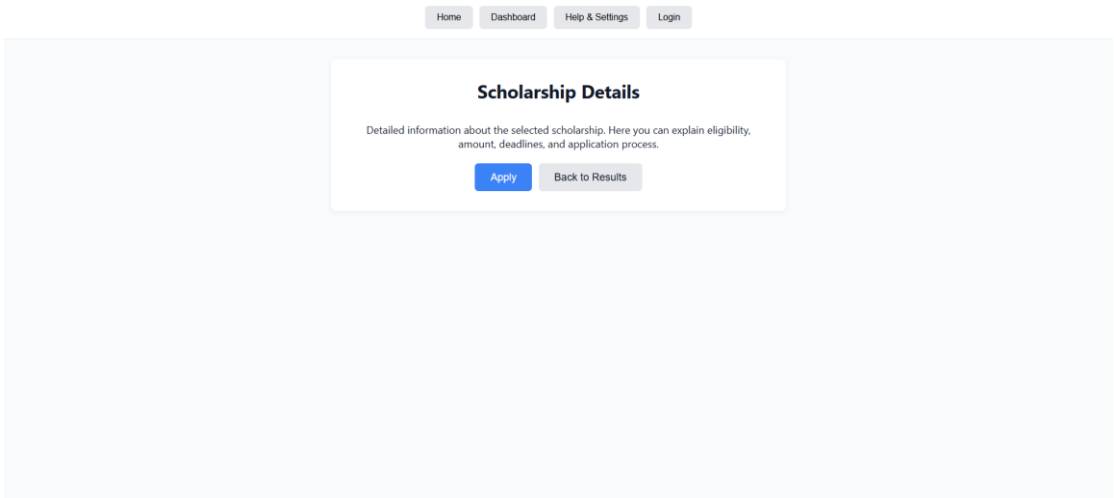 Home Dashboard Help & Settings Login
Scholarship Details
Detailed information about the selected scholarship. Here you can explain eligibility,
amount, deadlines, and application process.
Apply Back to Results